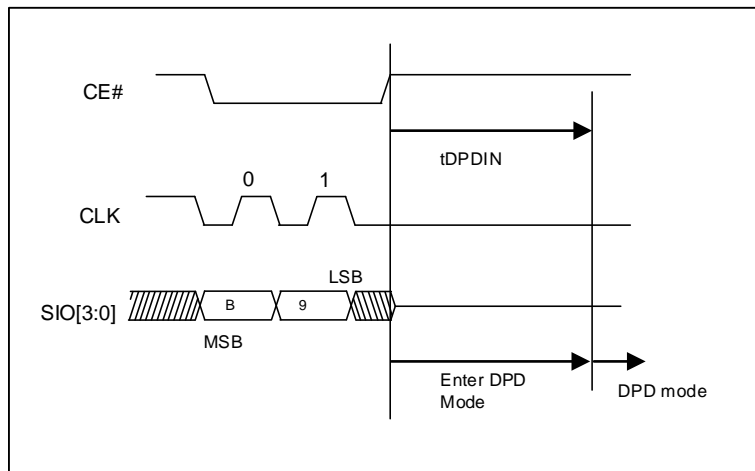 CE#
tDPDIN
0 1
CLK
LSB
SIO[3:0] B 9
MSB
Enter DPD
Mode
DPD mode